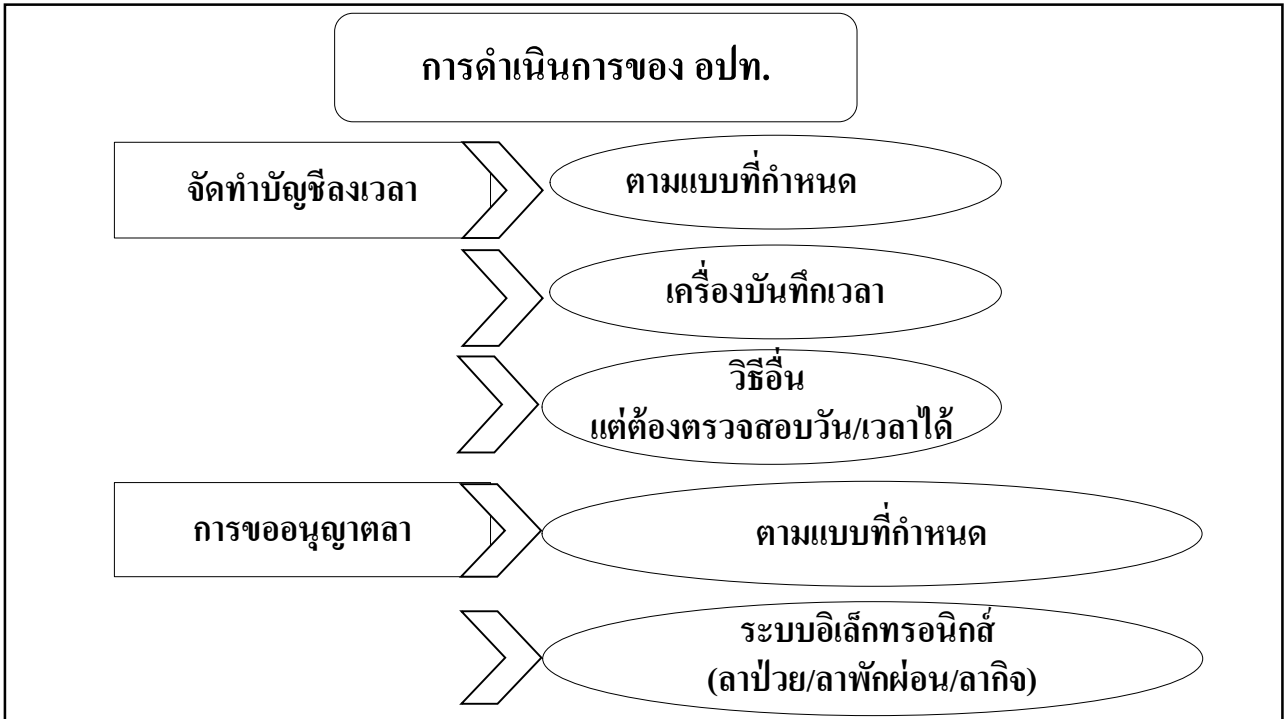 การดำเนินการของ อปท.
จัดทำบัญชีลงเวลา
ตามแบบที่กำหนด
เครื่องบันทึกเวลา
วิธีอื่น
แต่ต้องตรวจสอบวัน/เวลาได้
การขออนุญาตลา
ตามแบบที่กำหนด
ระบบอิเล็กทรอนิกส์
(ลาป่วย/ลาพักผ่อน/ลากิจ)